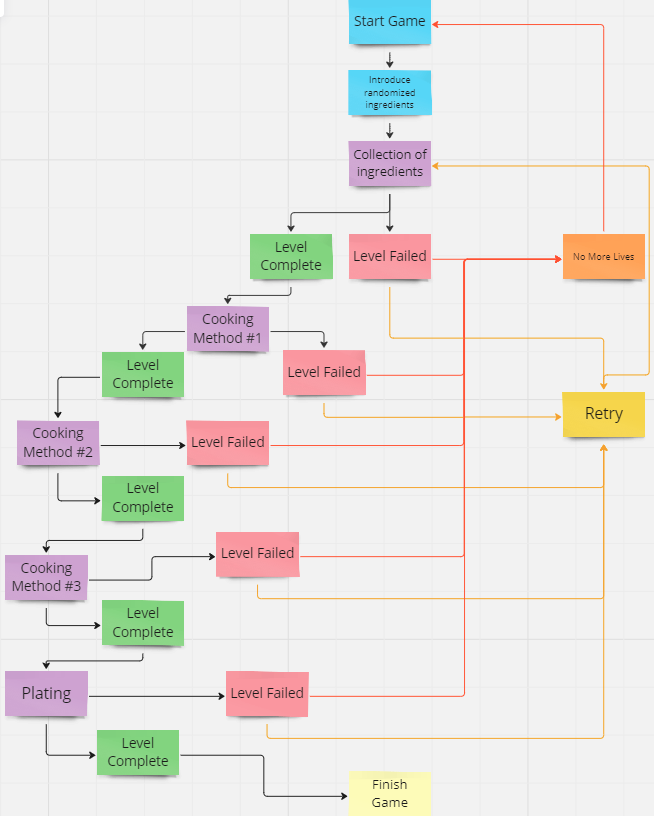 Start Game
Introduce
randomized
ingredients
Collection of
ingredients
Level
Complete
Level Failed
No More Lives
Cooking
Method #1
Level
Complete
Level Failed
Retry
Cooking
Method #2
Level Failed
Level
Complete
Cooking
Method #3
Level Failed
Level
Complete
Plating
Level Failed
Level
Complete
Finish
Game